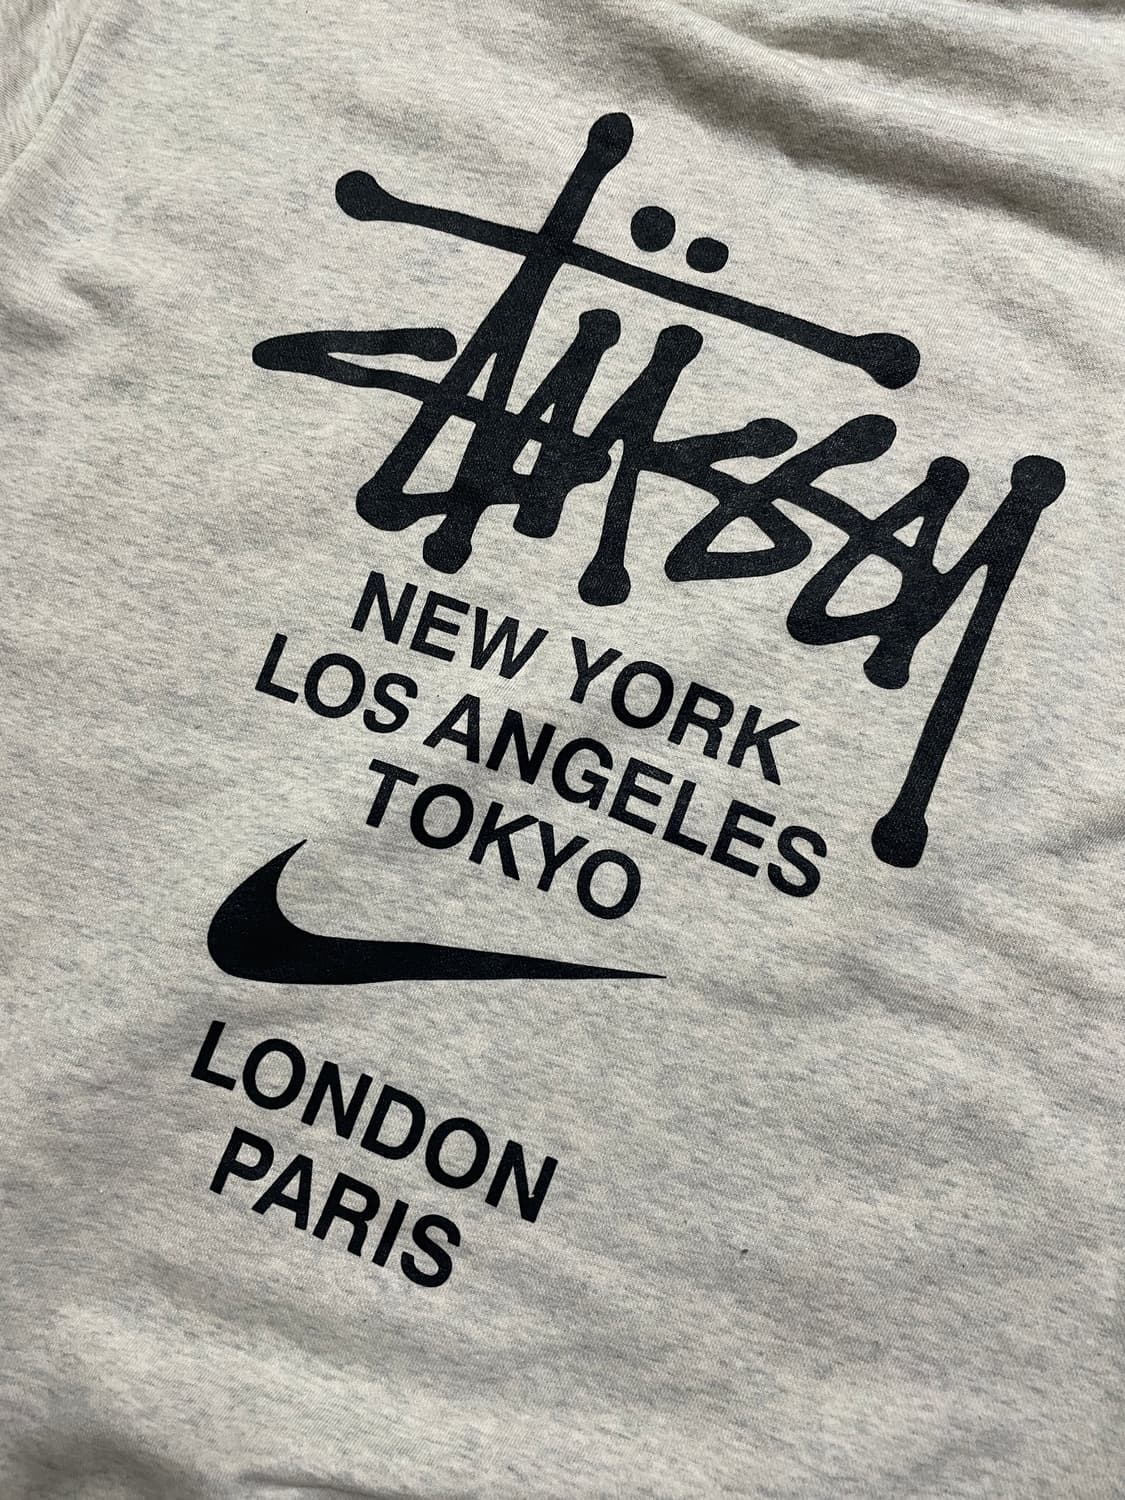 Stüssy
NEW YORK
LOS ANGELES
TOKYO
LONDON
PARIS